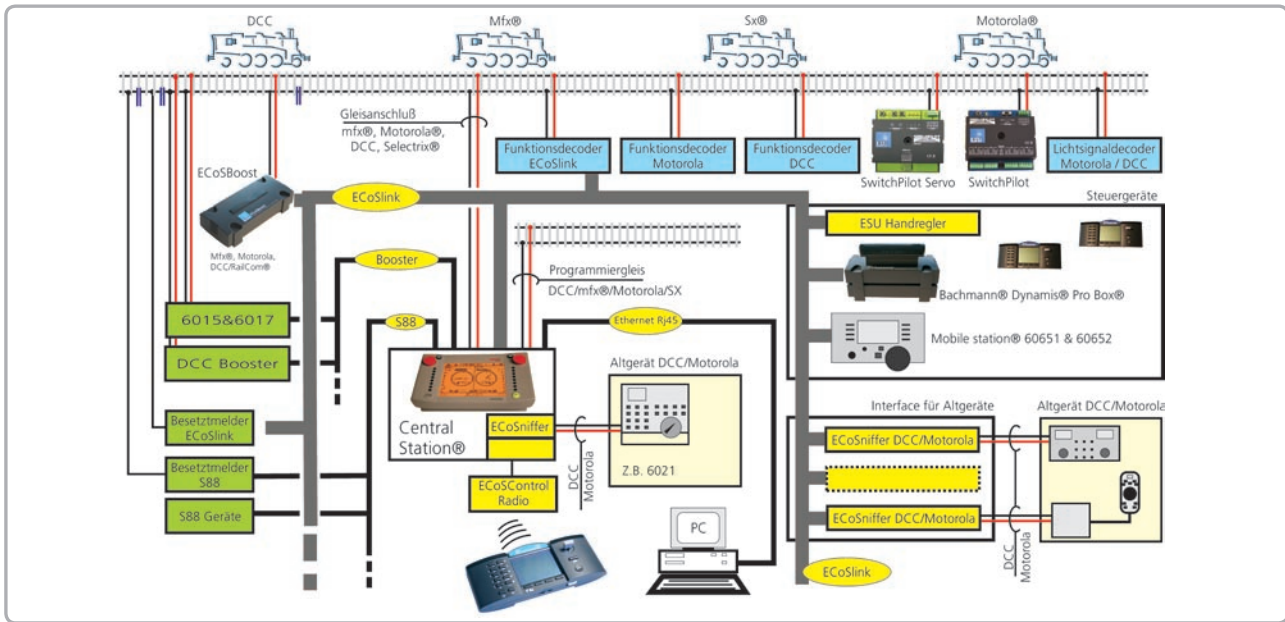 DCC
Mfx®
Sx®
Motorola®
Gleisanschluß
mfx®, Motorola®,
DCC, Selectrix®
Funktionsdecoder
ECoSlink
Funktionsdecoder
Motorola
Funktionsdecoder
DCC
SwitchPilot Servo
SwitchPilot
Lichtsignaldecoder
Motorola / DCC
ECoSBoost
Mfx®, Motorola,
DCC/RailCom®
ECoSlink
Steuergeräte
ESU Handregler
Bachmann® Dynamis® Pro Box®
Mobile station® 60651 & 60652
Booster
Programmiergleis
DCC/mfx®/Motorola/SX
6015&6017
DCC Booster
S88
Ethernet Rj45
Besetztmelder
ECoSlink
Besetztmelder
S88
S88 Geräte
Central
Station®
ECoSniffer
ECoSControl
Radio
Altgerät DCC/Motorola
Z.B. 6021
DCC
Motorola
PC
Interface für Altgeräte
ECoSniffer DCC/Motorola
ECoSniffer DCC/Motorola
Altgerät DCC/Motorola
DCC
Motorola
ECoSlink